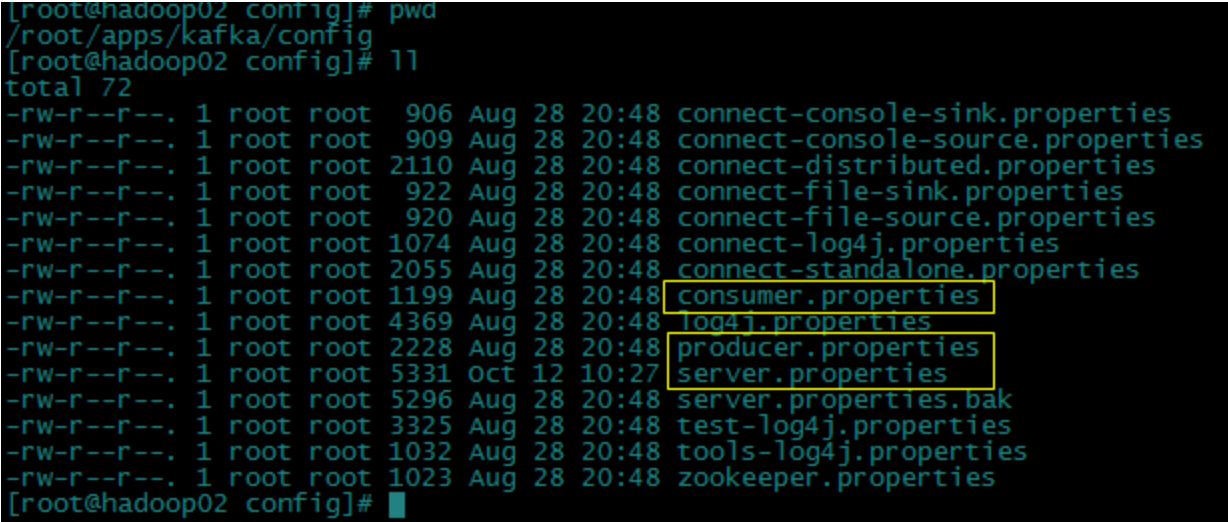 [root@hadoop02 config]# pwd
/root/apps/kafka/config
[root@hadoop02 config]# ll
total 72
-rw-r--r--. 1 root root  906 Aug 28 20:48 connect-console-sink.properties
-rw-r--r--. 1 root root  909 Aug 28 20:48 connect-console-source.properties
-rw-r--r--. 1 root root 2110 Aug 28 20:48 connect-distributed.properties
-rw-r--r--. 1 root root  922 Aug 28 20:48 connect-file-sink.properties
-rw-r--r--. 1 root root  920 Aug 28 20:48 connect-file-source.properties
-rw-r--r--. 1 root root 1074 Aug 28 20:48 connect-log4j.properties
-rw-r--r--. 1 root root 2055 Aug 28 20:48 connect-standalone.properties
-rw-r--r--. 1 root root 1199 Aug 28 20:48 consumer.properties
-rw-r--r--. 1 root root 4369 Aug 28 20:48 log4j.properties
-rw-r--r--. 1 root root 2228 Aug 28 20:48 producer.properties
-rw-r--r--. 1 root root 5331 Oct 12 10:27 server.properties
-rw-r--r--. 1 root root 5296 Aug 28 20:48 server.properties.bak
-rw-r--r--. 1 root root 3325 Aug 28 20:48 test-log4j.properties
-rw-r--r--. 1 root root 1032 Aug 28 20:48 tools-log4j.properties
-rw-r--r--. 1 root root 1023 Aug 28 20:48 zookeeper.properties
[root@hadoop02 config]#